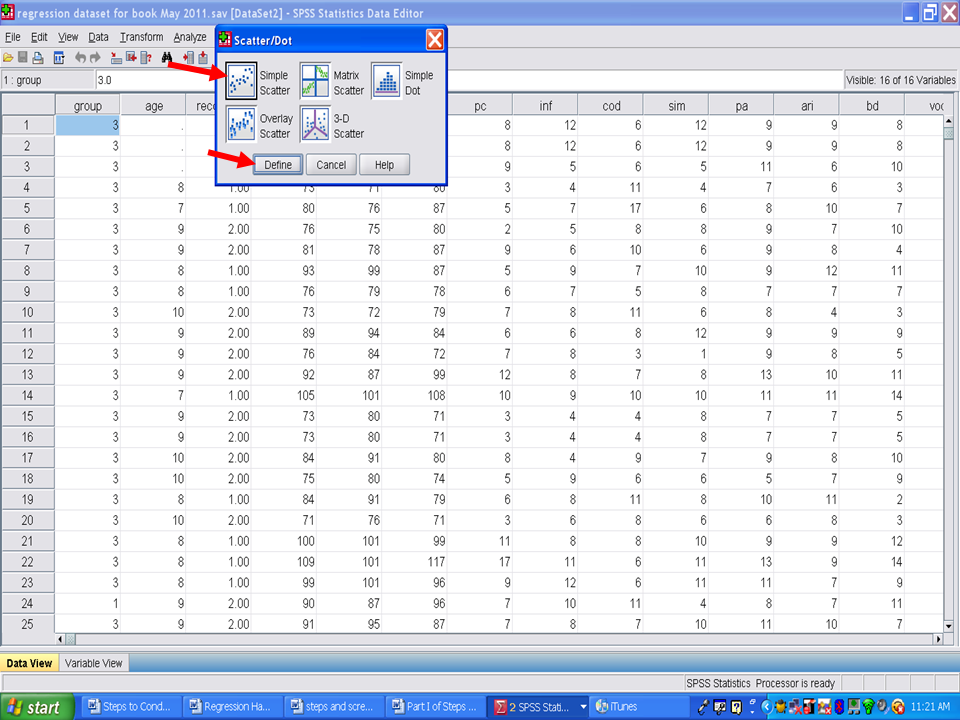 regression dataset for book May 2011.sav [DataSet2] - SPSS Statistics Data Editor
File Edit View Data Transform Analyze
Scatter/Dot
Simple Scatter Matrix Scatter Simple Dot
Overlay Scatter 3-D Scatter
Define Cancel Help
1 : group 3.0 Visible: 16 of 16 Variables
group age reco pc inf cod sim pa ari bd voc
1 3 . 8 12 6 12 9 9 8
2 3 . 8 12 6 12 9 9 8
3 3 . 9 5 6 5 11 6 10
4 3 8 1.00 73 71 80 3 4 11 4 7 6 3
5 3 7 1.00 80 76 87 5 7 17 6 8 10 7
6 3 9 2.00 76 75 80 2 5 8 8 9 7 10
7 3 9 2.00 81 78 87 9 6 10 6 9 8 4
8 3 8 1.00 93 99 87 5 9 7 10 9 12 11
9 3 8 1.00 76 79 78 6 7 5 8 7 7 7
10 3 10 2.00 73 72 79 7 8 11 6 8 4 3
11 3 9 2.00 89 94 84 6 6 8 12 9 9 9
12 3 9 2.00 76 84 72 7 8 3 1 9 8 5
13 3 9 2.00 92 87 99 12 8 7 8 13 10 11
14 3 7 1.00 105 101 108 10 9 10 10 11 11 14
15 3 9 2.00 73 80 71 3 4 4 8 7 7 5
16 3 9 2.00 73 80 71 3 4 4 8 7 7 5
17 3 10 2.00 84 91 80 8 4 9 7 9 8 10
18 3 10 2.00 75 80 74 5 9 6 6 5 7 9
19 3 8 1.00 84 91 79 6 8 11 8 10 11 2
20 3 10 2.00 71 76 71 3 6 8 6 6 8 3
21 3 8 1.00 100 101 99 11 8 8 10 9 9 12
22 3 8 1.00 109 101 117 17 11 6 11 13 9 14
23 3 8 1.00 99 101 96 9 12 6 11 11 7 9
24 1 9 2.00 90 87 96 7 10 11 4 8 7 11
25 3 9 2.00 91 95 87 7 8 7 10 11 10 7
Data View Variable View
SPSS Statistics Processor is ready
start Steps to Cond... Regression Ha... steps and scre... Part I of Steps ... 2 SPSS Stati... iTunes 11:21 AM